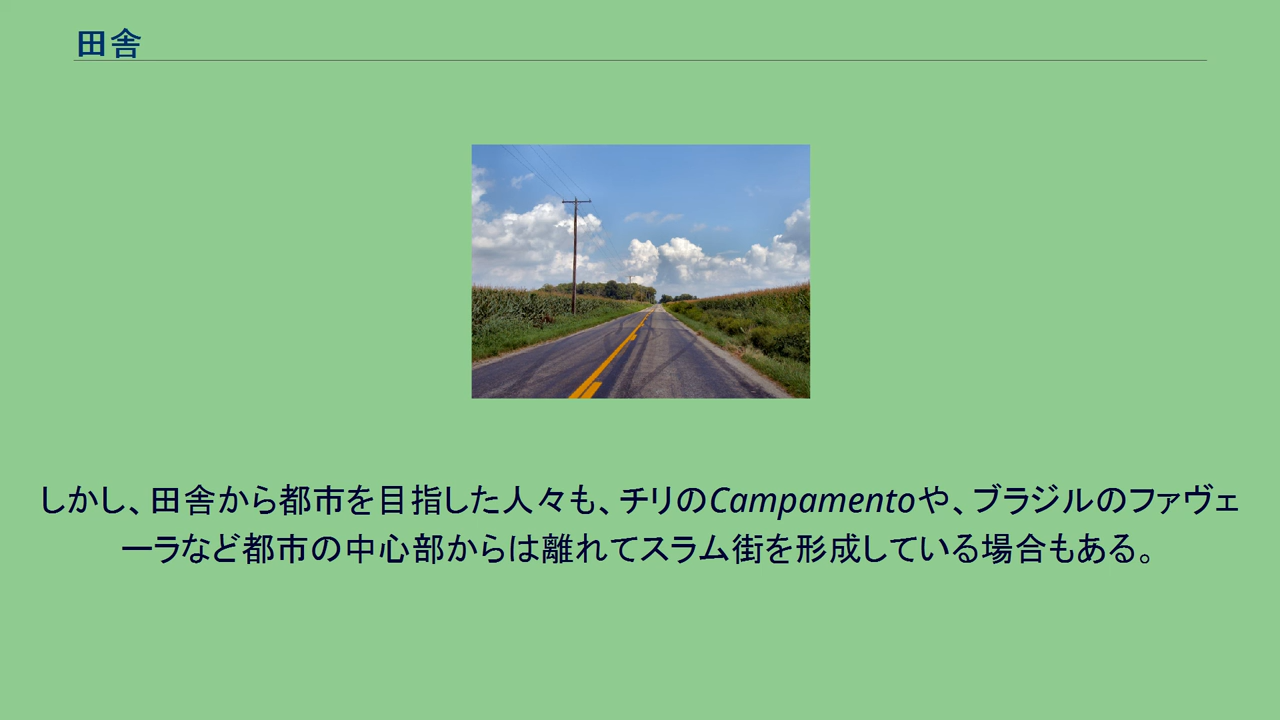 田舎
しかし、田舎から都市を目指した人々も、チリのCampamentoや、ブラジルのファヴェ
ーラなど都市の中心部からは離れてスラム街を形成している場合もある。